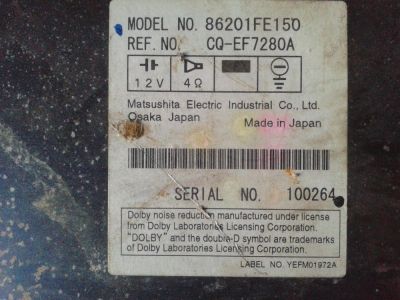 MODEL NO. 86201FE150
REF. NO. CQ-EF7280A
12V 4Ω
Matsushita Electric Industrial Co., Ltd.
Osaka Japan Made in Japan
SERIAL NO. 100264
Dolby noise reduction manufactured under license
from Dolby Laboratories Licensing Corporation.
"DOLBY" and the double-D symbol are trademarks
of Dolby Laboratories Licensing Corporation.
LABEL NO. YEFM01972A